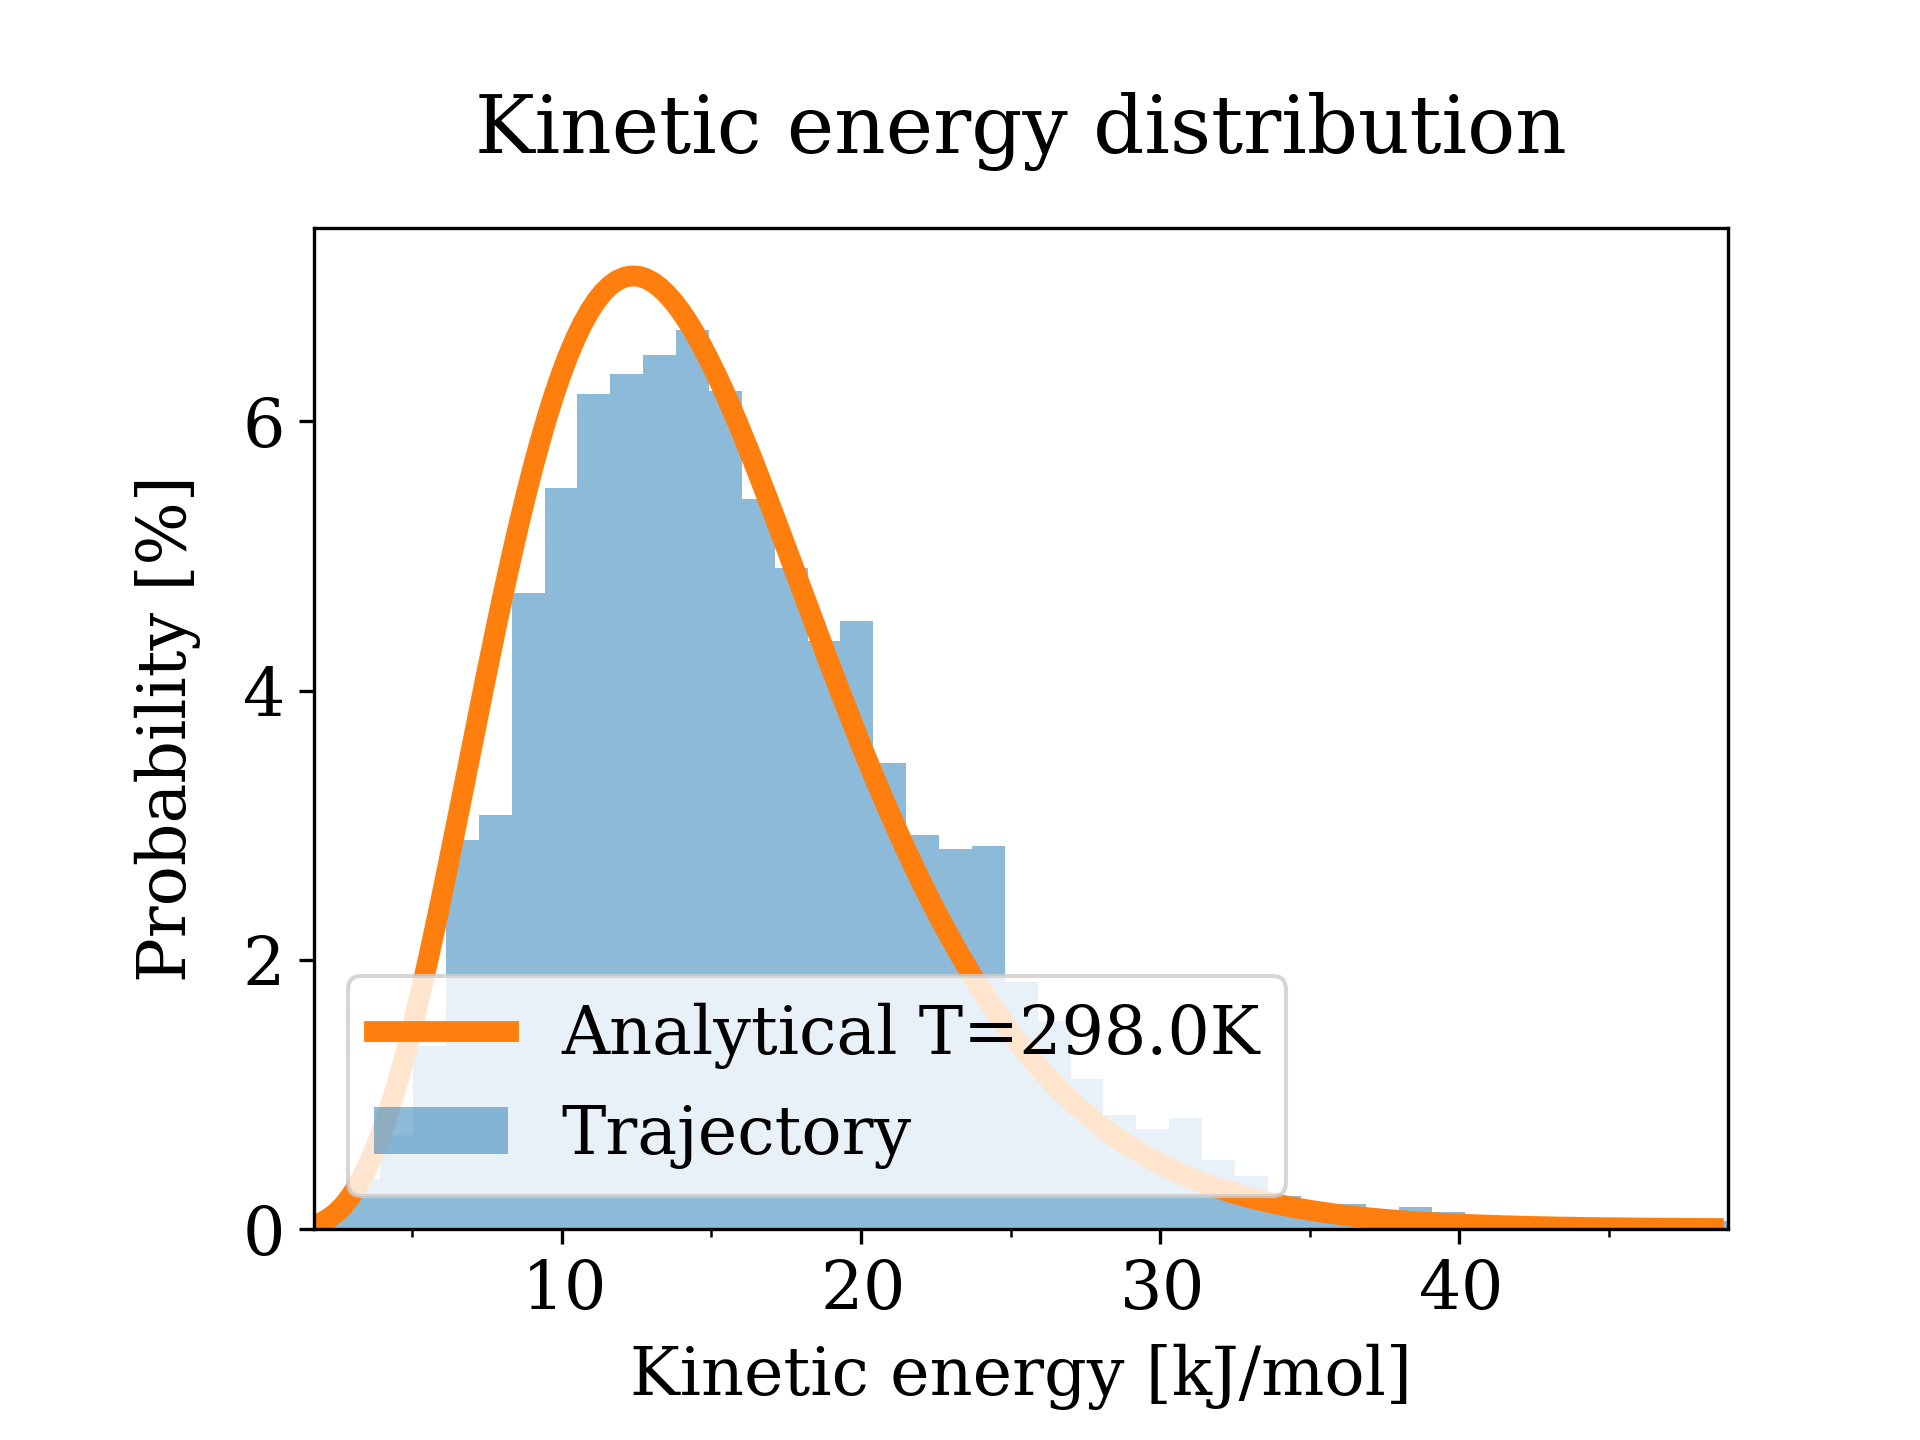 Kinetic energy distribution
Probability [%]
6
4
2
0
Analytical T=298.0K
Trajectory
10 20 30 40
Kinetic energy [kJ/mol]